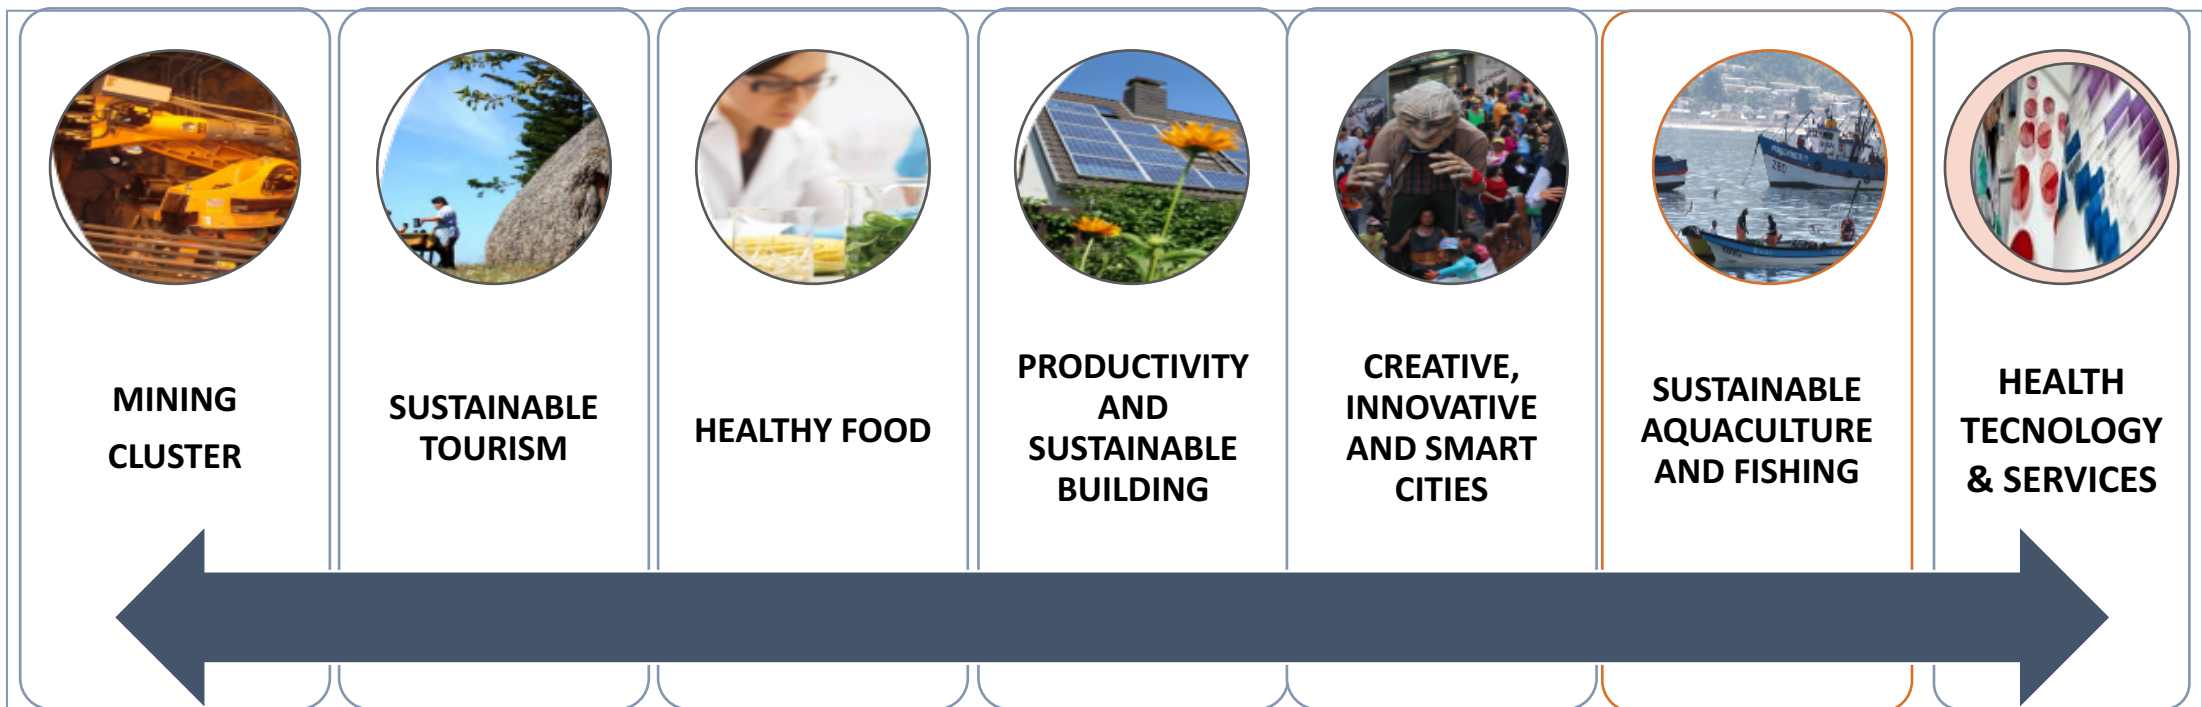 MINING
CLUSTER
SUSTAINABLE
TOURISM
HEALTHY FOOD
PRODUCTIVITY
AND
SUSTAINABLE
BUILDING
CREATIVE,
INNOVATIVE
AND SMART
CITIES
SUSTAINABLE
AQUACULTURE
AND FISHING
HEALTH
TECNOLOGY
& SERVICES